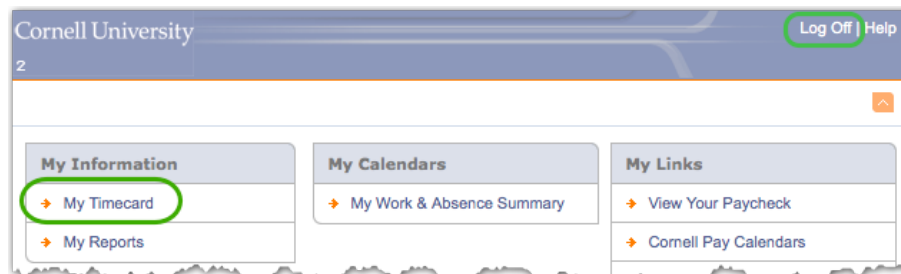 Cornell University
Log Off | Help
2
My Information
My Timecard
My Reports
My Calendars
My Work & Absence Summary
My Links
View Your Paycheck
Cornell Pay Calendars